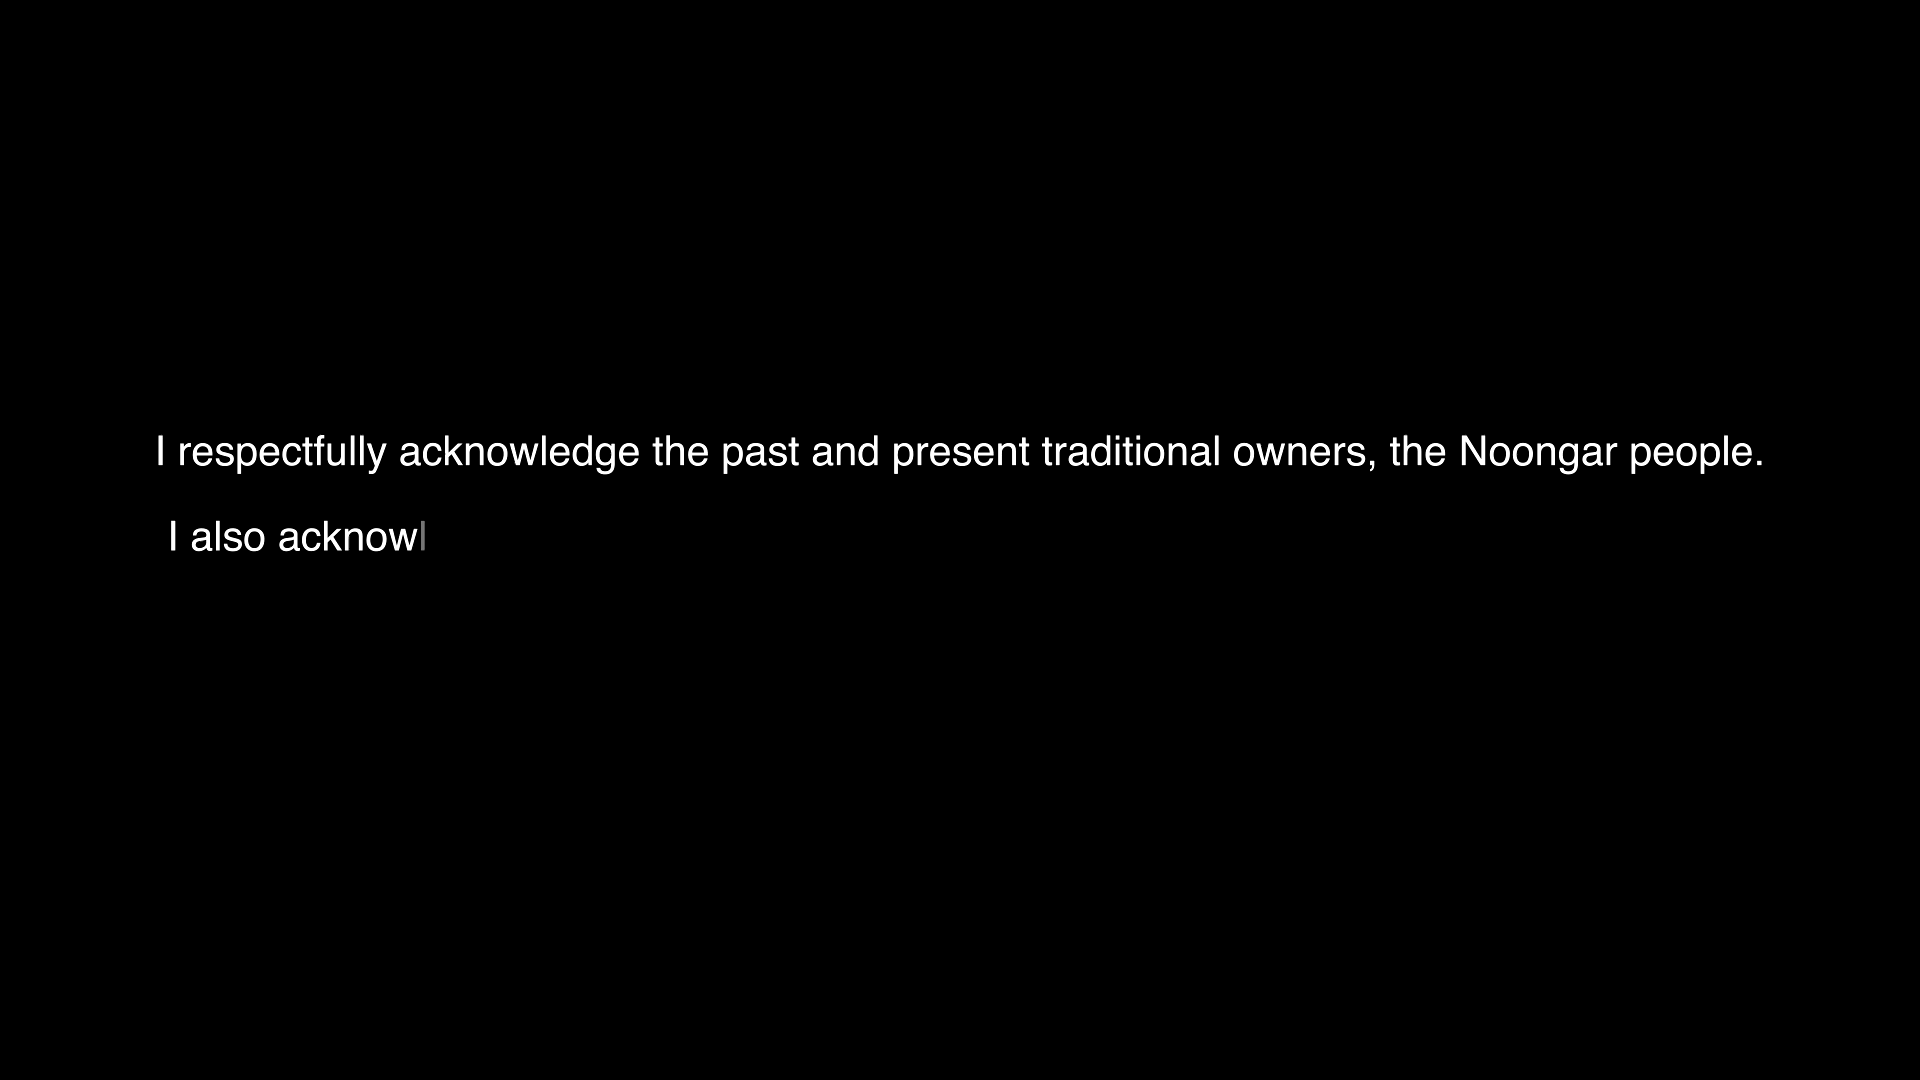 I respectfully acknowledge the past and present traditional owners, the Noongar people.
I also acknowl